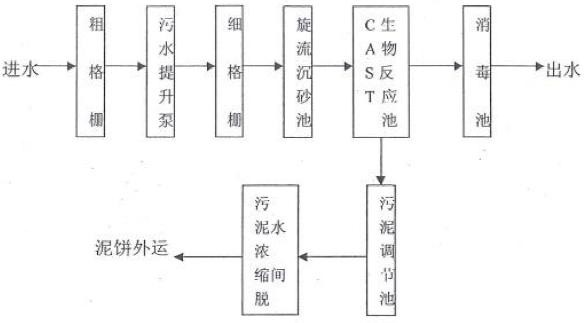 进水
粗格栅
污水提升泵
细格栅
旋流沉砂池
CAST
生物反应池
消毒池
出水
泥饼外运
污泥浓缩脱
水间
污泥调节池